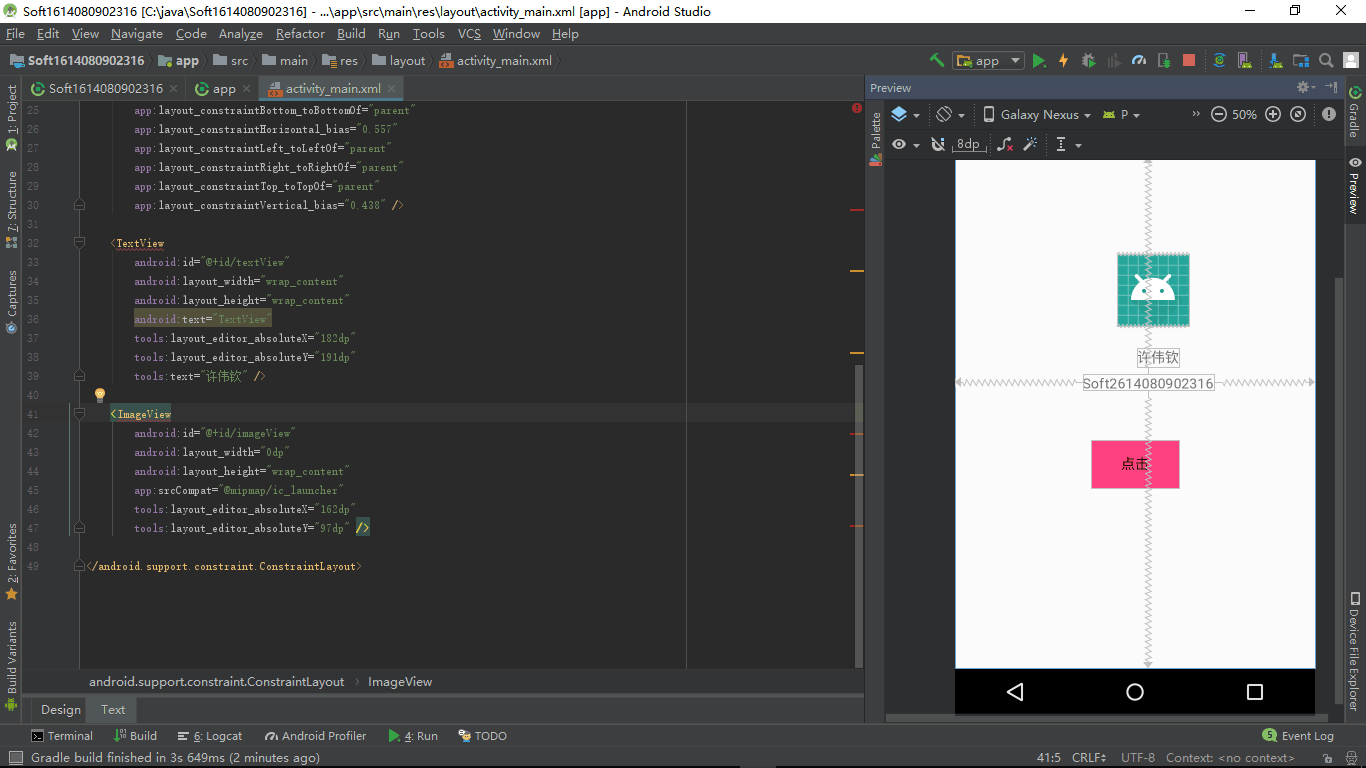 Soft1614080902316 [C:\java\Soft1614080902316] - ...\app\src\main\res\layout\activity_main.xml [app] - Android Studio
File Edit View Navigate Code Analyze Refactor Build Run Tools VCS Window Help
Soft1614080902316 app src main res layout activity_main.xml app
Soft1614080902316 app activity_main.xml
Preview
1: Project
7: Structure
Captures
2: Favorites
Build Variants
25 app:layout_constraintBottom_toBottomOf="parent"
26 app:layout_constraintHorizontal_bias="0.557"
27 app:layout_constraintLeft_toLeftOf="parent"
28 app:layout_constraintRight_toRightOf="parent"
29 app:layout_constraintTop_toTopOf="parent"
30 app:layout_constraintVertical_bias="0.438" />
31
32 <TextView
33 android:id="@+id/textView"
34 android:layout_width="wrap_content"
35 android:layout_height="wrap_content"
36 android:text="TextView"
37 tools:layout_editor_absoluteX="182dp"
38 tools:layout_editor_absoluteY="191dp"
39 tools:text="许伟钦" />
40
41 <ImageView
42 android:id="@+id/imageView"
43 android:layout_width="0dp"
44 android:layout_height="wrap_content"
45 app:srcCompat="@mipmap/ic_launcher"
46 tools:layout_editor_absoluteX="162dp"
47 tools:layout_editor_absoluteY="97dp" />
48
49 </android.support.constraint.ConstraintLayout>
android.support.constraint.ConstraintLayout › ImageView
Design Text
Palette
Galaxy Nexus P » 50%
8dp
许伟钦
Soft2614080902316
点击
Gradle
Preview
Device File Explorer
Terminal Build 6: Logcat Android Profiler 4: Run TODO 5 Event Log
Gradle build finished in 3s 649ms (2 minutes ago) 41:5 CRLF UTF-8 Context: <no context>